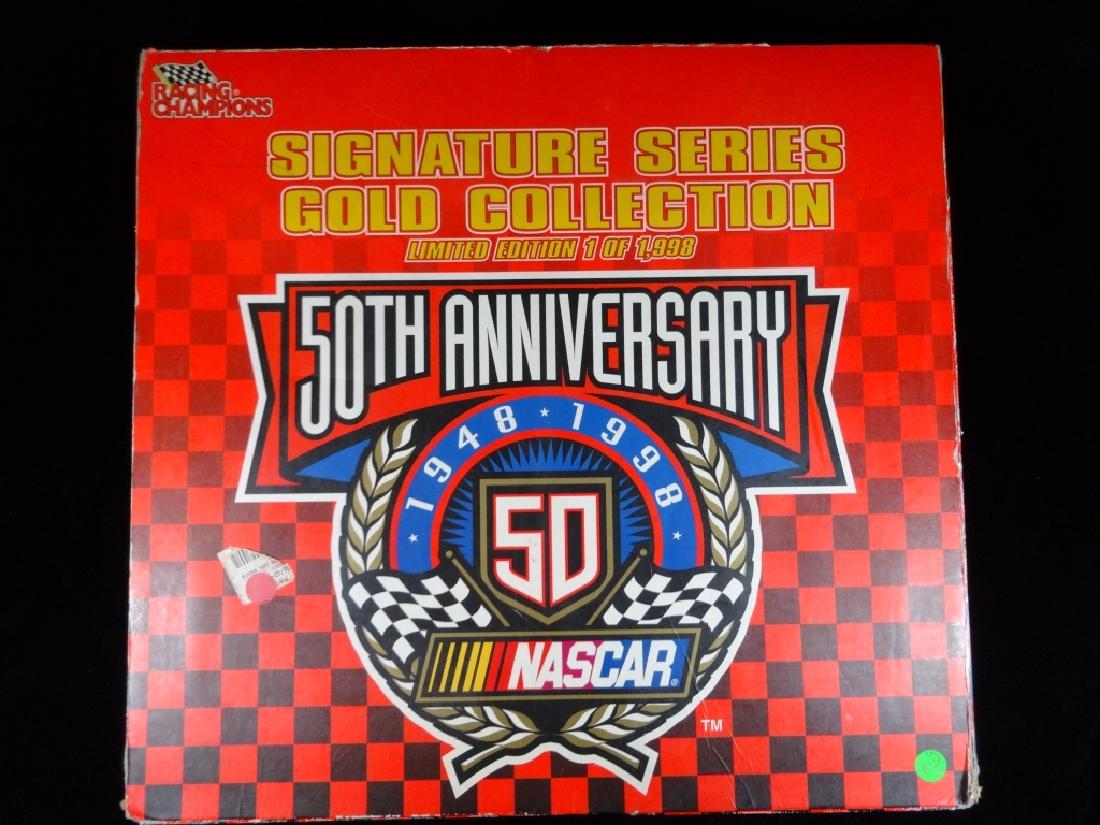 RACING®
CHAMPIONS
SIGNATURE SERIES
GOLD COLLECTION
LIMITED EDITION 1 OF 1,998
50TH ANNIVERSARY
1948 ★ 1998
50
NASCAR®
TM